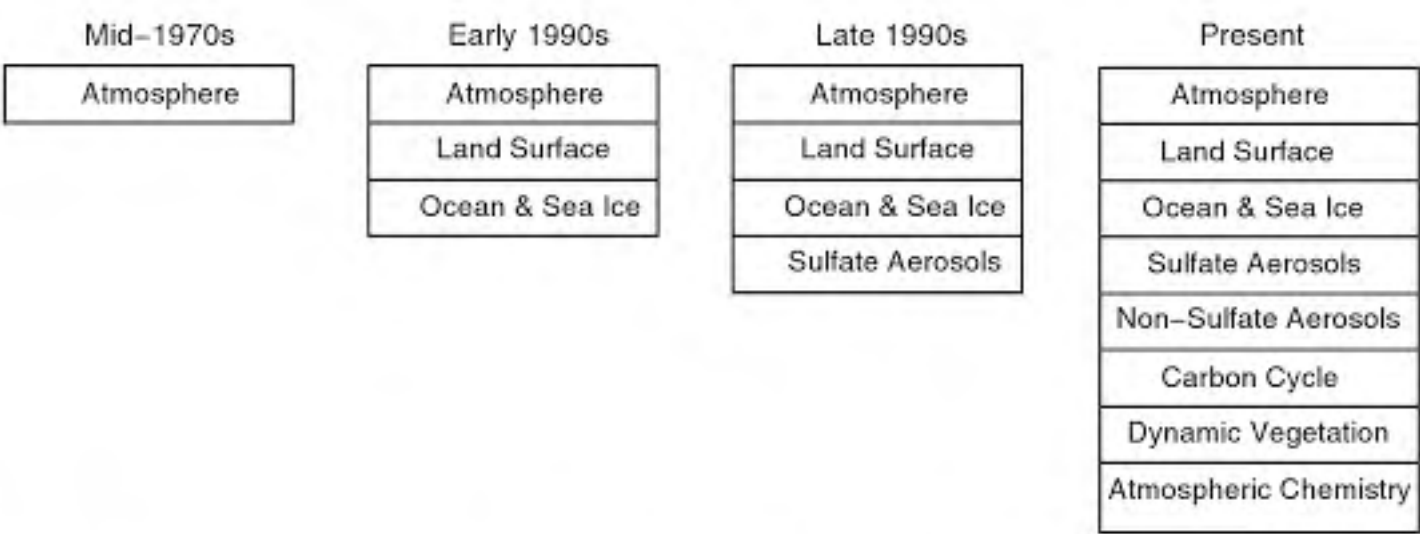 Mid–1970s
Atmosphere
Early 1990s
Atmosphere
Land Surface
Ocean & Sea Ice
Late 1990s
Atmosphere
Land Surface
Ocean & Sea Ice
Sulfate Aerosols
Present
Atmosphere
Land Surface
Ocean & Sea Ice
Sulfate Aerosols
Non–Sulfate Aerosols
Carbon Cycle
Dynamic Vegetation
Atmospheric Chemistry